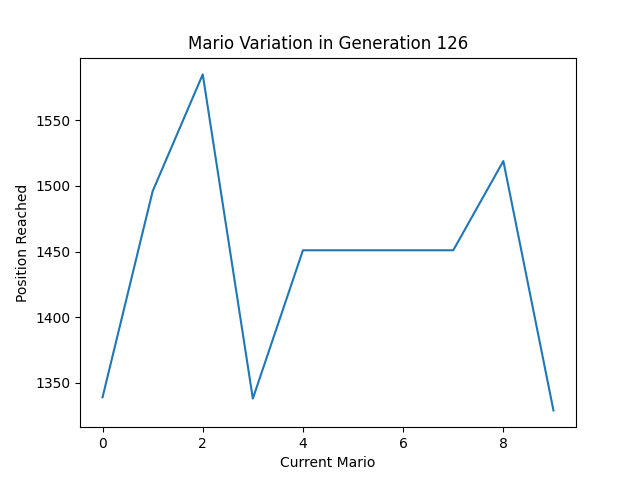 Mario Variation in Generation 126
Position Reached
1550
1500
1450
1400
1350
0 2 4 6 8
Current Mario